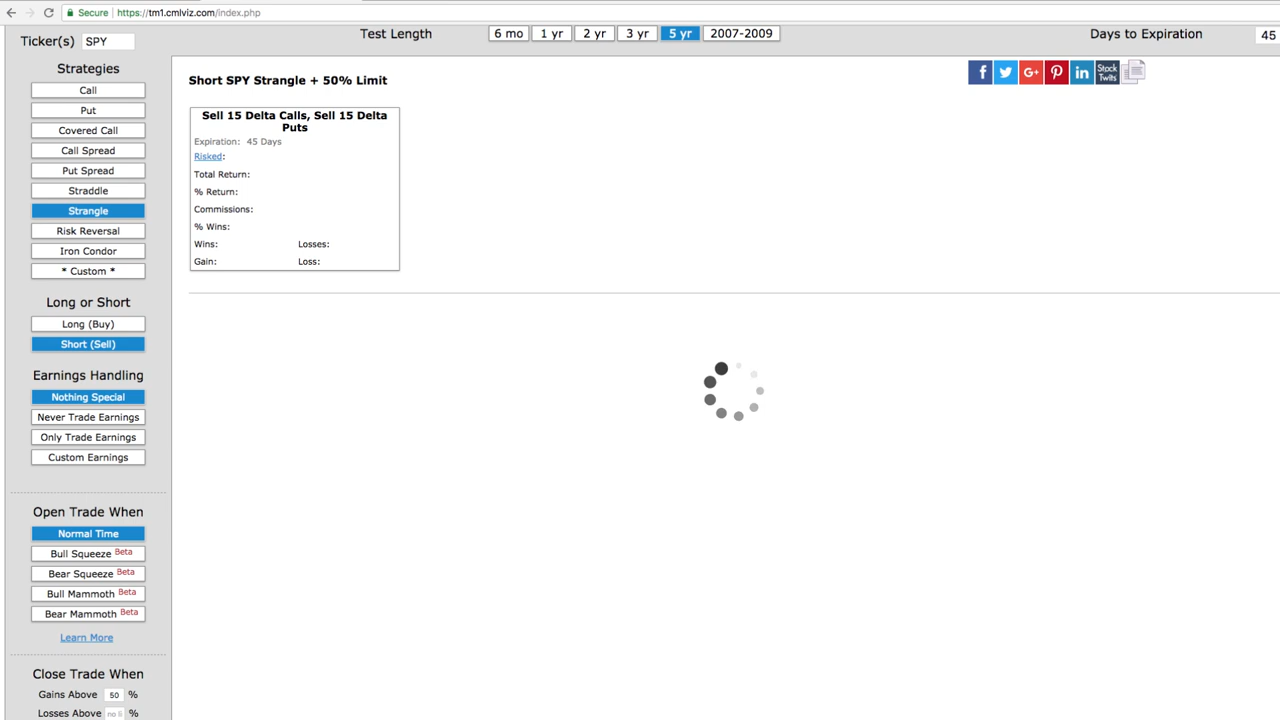 Secure https://tm1.cmlviz.com/index.php
Ticker(s) SPY
Test Length 6 mo 1 yr 2 yr 3 yr 5 yr 2007-2009
Days to Expiration 45
Strategies
Call
Put
Covered Call
Call Spread
Put Spread
Straddle
Strangle
Risk Reversal
Iron Condor
* Custom *
Long or Short
Long (Buy)
Short (Sell)
Earnings Handling
Nothing Special
Never Trade Earnings
Only Trade Earnings
Custom Earnings
Open Trade When
Normal Time
Bull Squeeze Beta
Bear Squeeze Beta
Bull Mammoth Beta
Bear Mammoth Beta
Learn More
Close Trade When
Gains Above 50 %
Losses Above no %
Short SPY Strangle + 50% Limit
f G+ in Stock Twits
Sell 15 Delta Calls, Sell 15 Delta
Puts
Expiration: 45 Days
Risked:
Total Return:
% Return:
Commissions:
% Wins:
Wins: Losses:
Gain: Loss: